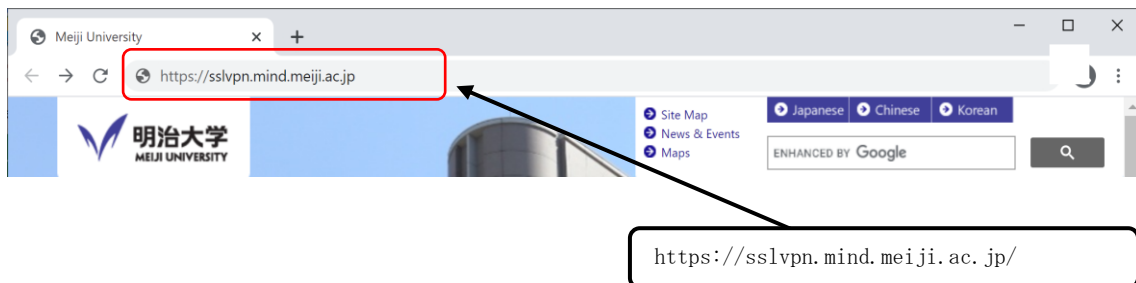 Meiji University
https://sslvpn.mind.meiji.ac.jp
明治大学
MEIJI UNIVERSITY
Site Map
News & Events
Maps
Japanese Chinese Korean
ENHANCED BY Google
https://sslvpn.mind.meiji.ac.jp/